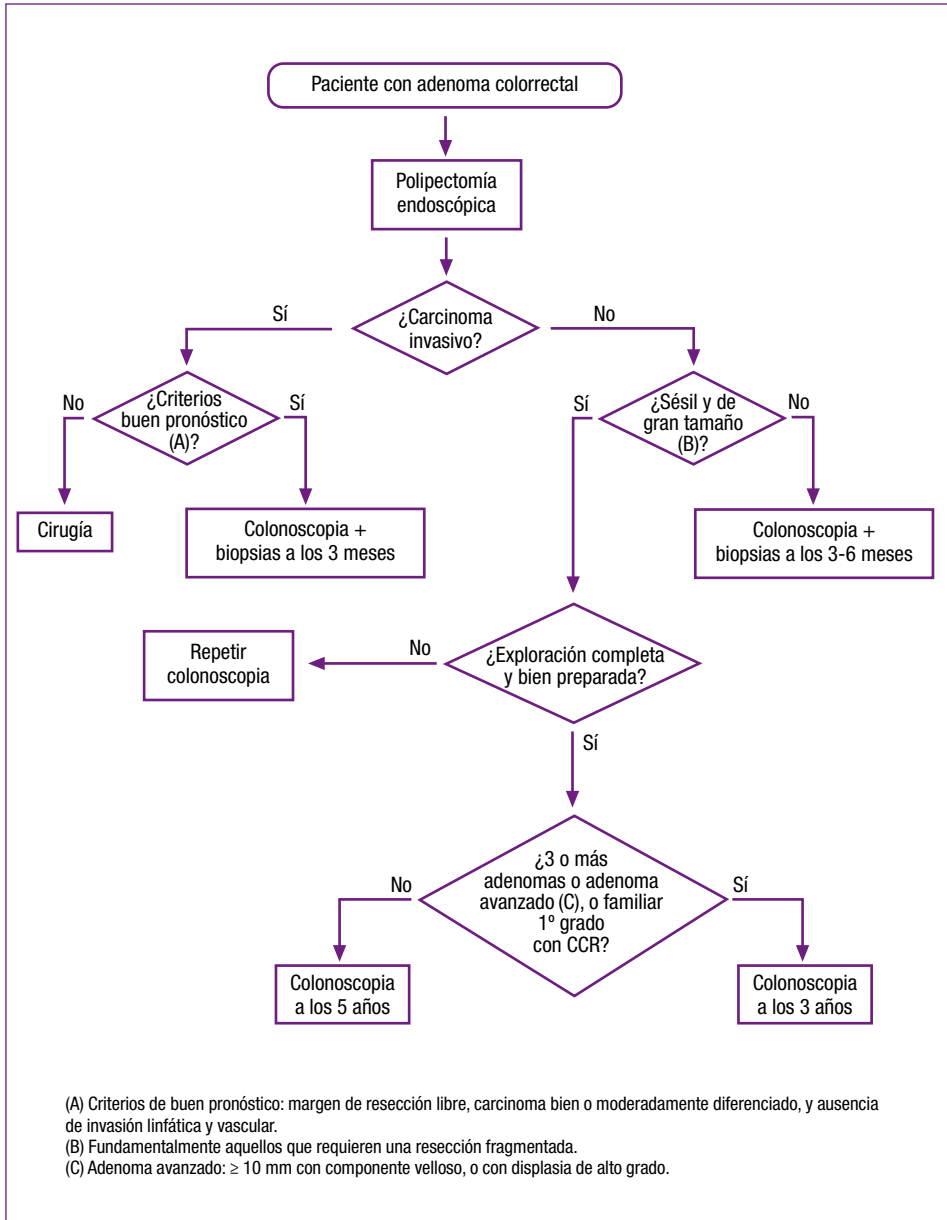 Paciente con adenoma colorrectal
Polipectomía
endoscópica
¿Carcinoma
invasivo?
Sí
No
¿Criterios
buen pronóstico
(A)?
No
Sí
¿Sésil y de
gran tamaño
(B)?
Sí
No
Cirugía
Colonoscopia +
biopsias a los 3 meses
Colonoscopia +
biopsias a los 3-6 meses
¿Exploración completa
y bien preparada?
No
Repetir
colonoscopia
Sí
¿3 o más
adenomas o adenoma
avanzado (C), o familiar
1º grado
con CCR?
No
Sí
Colonoscopia
a los 5 años
Colonoscopia
a los 3 años
(A) Criterios de buen pronóstico: margen de resección libre, carcinoma bien o moderadamente diferenciado, y ausencia
de invasión linfática y vascular.
(B) Fundamentalmente aquellos que requieren una resección fragmentada.
(C) Adenoma avanzado: ≥ 10 mm con componente velloso, o con displasia de alto grado.